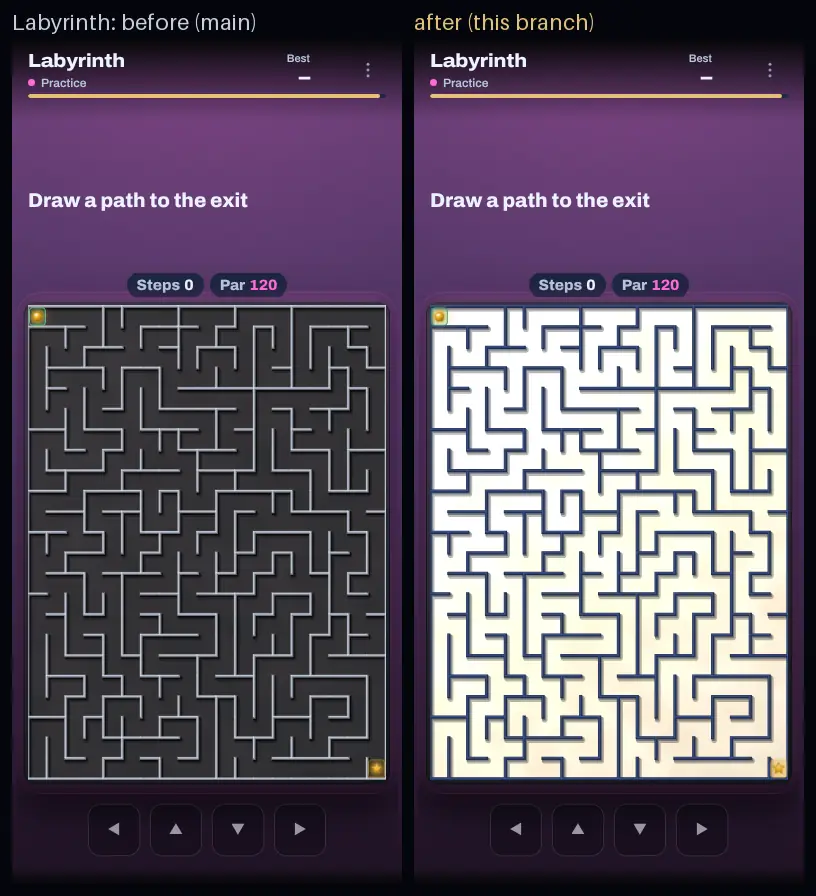 Labyrinth: before (main)
Labyrinth
Best
–
Practice
Draw a path to the exit
Steps 0
Par 120
after (this branch)
Labyrinth
Best
–
Practice
Draw a path to the exit
Steps 0
Par 120